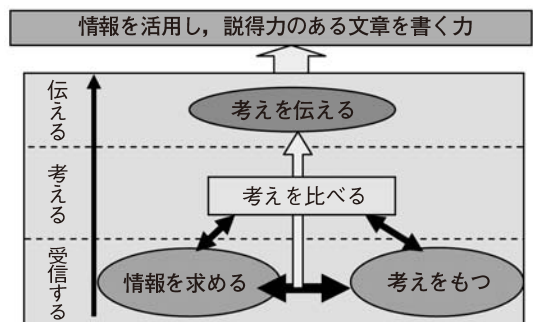 情報を活用し，説得力のある文章を書く力
伝える
考えを伝える
考える
考えを比べる
受信する
情報を求める
考えをもつ